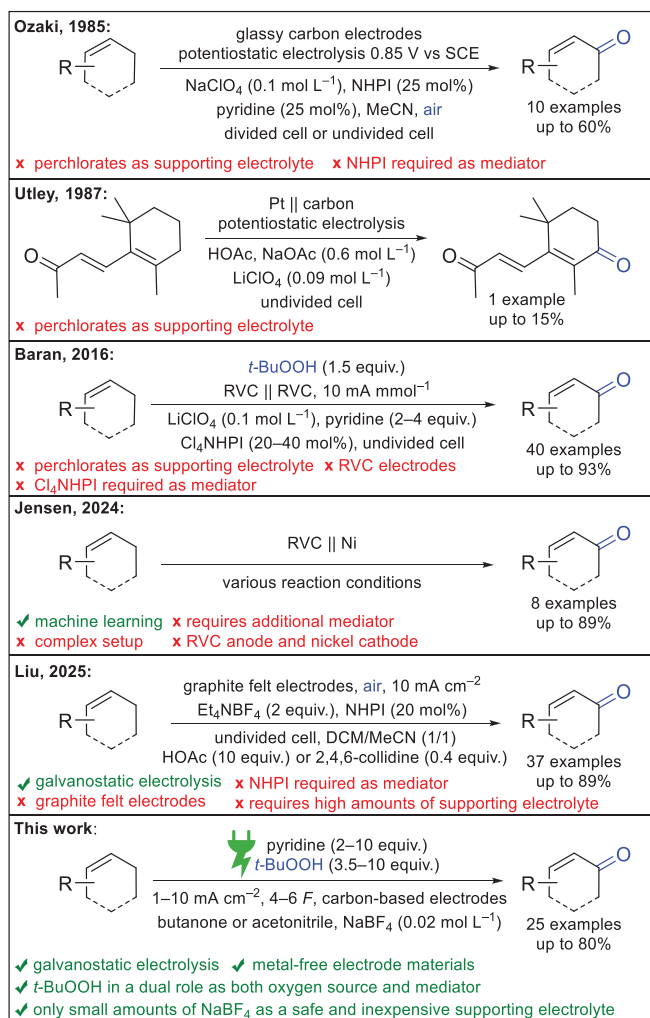 Ozaki, 1985:
glassy carbon electrodes
potentiostatic electrolysis 0.85 V vs SCE
R
NaClO₄ (0.1 mol L⁻¹), NHPI (25 mol%)
pyridine (25 mol%), MeCN, air
divided cell or undivided cell
R
O
10 examples
up to 60%
x perchlorates as supporting electrolyte x NHPI required as mediator
Utley, 1987:
O
Pt || carbon
potentiostatic electrolysis
HOAc, NaOAc (0.6 mol L⁻¹)
LiClO₄ (0.09 mol L⁻¹)
undivided cell
O
O
1 example
up to 15%
x perchlorates as supporting electrolyte
Baran, 2016:
R
t-BuOOH (1.5 equiv.)
RVC || RVC, 10 mA mmol⁻¹
LiClO₄ (0.1 mol L⁻¹), pyridine (2–4 equiv.)
Cl₄NHPI (20–40 mol%), undivided cell
R
O
40 examples
up to 93%
x perchlorates as supporting electrolyte x RVC electrodes
x Cl₄NHPI required as mediator
Jensen, 2024:
R
RVC || Ni
various reaction conditions
R
O
8 examples
up to 89%
✓ machine learning x requires additional mediator
x complex setup x RVC anode and nickel cathode
Liu, 2025:
R
graphite felt electrodes, air, 10 mA cm⁻²
Et₄NBF₄ (2 equiv.), NHPI (20 mol%)
undivided cell, DCM/MeCN (1/1)
HOAc (10 equiv.) or 2,4,6-collidine (0.4 equiv.)
R
O
37 examples
up to 89%
✓ galvanostatic electrolysis x NHPI required as mediator
x graphite felt electrodes x requires high amounts of supporting electrolyte
This work:
R
pyridine (2–10 equiv.)
t-BuOOH (3.5–10 equiv.)
1–10 mA cm⁻², 4–6 F, carbon-based electrodes
butanone or acetonitrile, NaBF₄ (0.02 mol L⁻¹)
R
O
25 examples
up to 80%
✓ galvanostatic electrolysis ✓ metal-free electrode materials
✓ t-BuOOH in a dual role as both oxygen source and mediator
✓ only small amounts of NaBF₄ as a safe and inexpensive supporting electrolyte